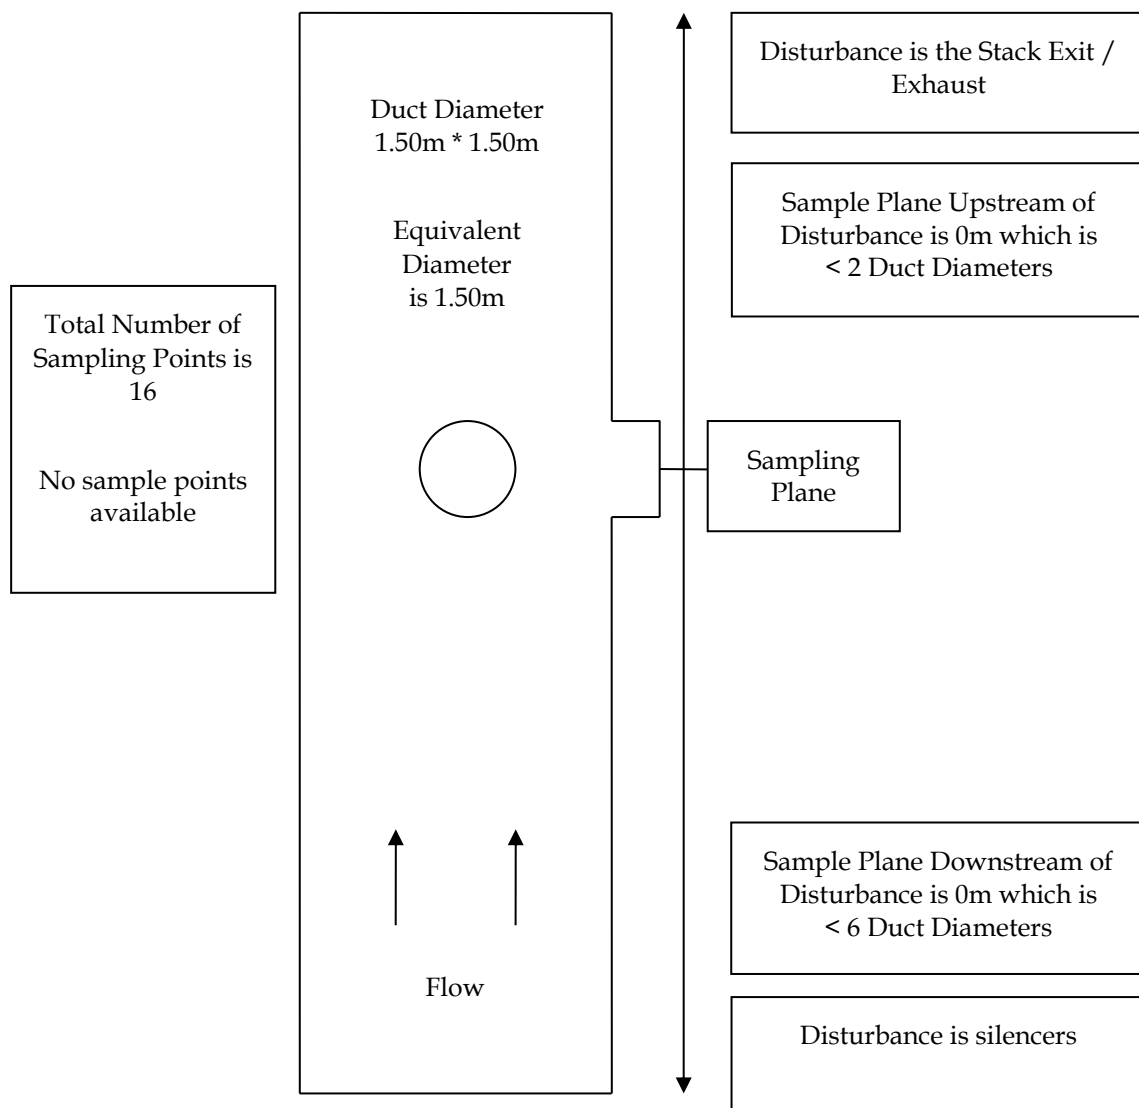 Disturbance is the Stack Exit /
Exhaust
Duct Diameter
1.50m * 1.50m
Sample Plane Upstream of
Disturbance is 0m which is
< 2 Duct Diameters
Equivalent
Diameter
is 1.50m
Total Number of
Sampling Points is
16
No sample points
available
Sampling
Plane
Sample Plane Downstream of
Disturbance is 0m which is
< 6 Duct Diameters
Flow
Disturbance is silencers